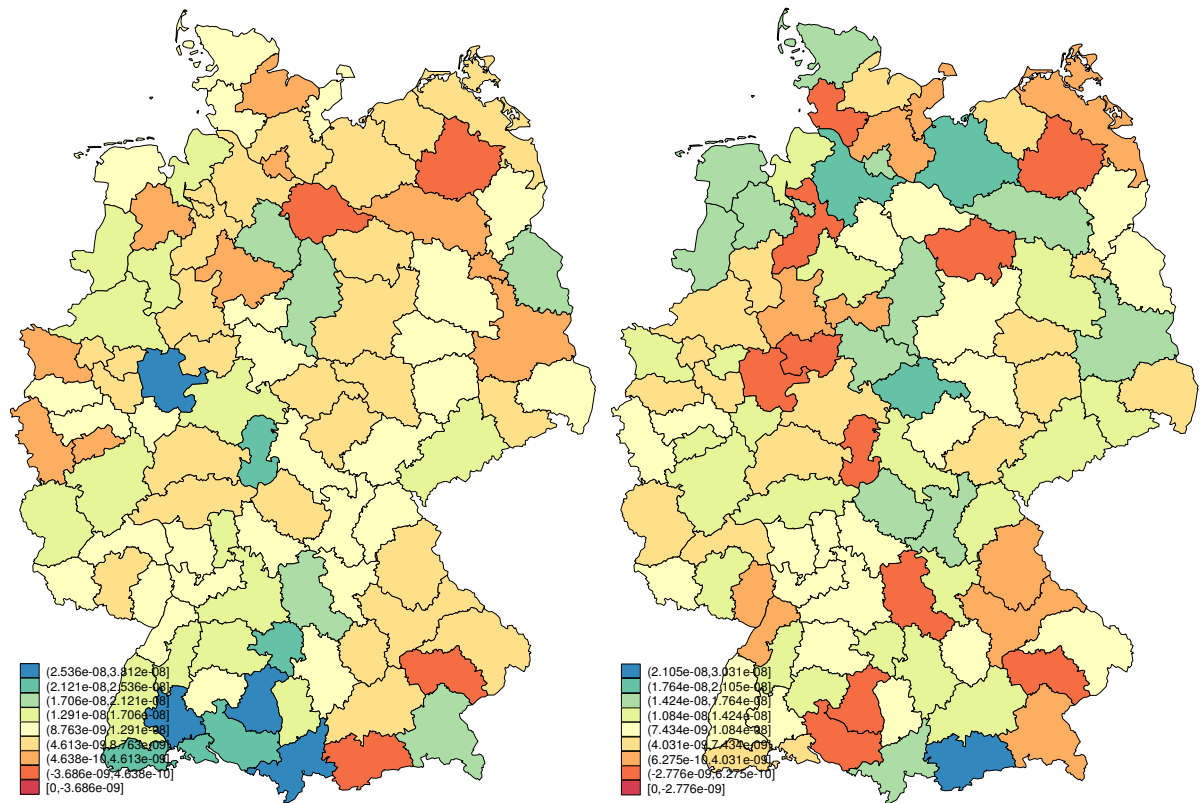 (2.536e-08,3.812e-08]
(2.121e-08,2.536e-08]
(1.706e-08,2.121e-08]
(1.291e-08,1.706e-08]
(8.763e-09,1.291e-08]
(4.613e-09,8.763e-09]
(4.638e-10,4.613e-09]
(-3.686e-09,4.638e-10]
[0,-3.686e-09]
(2.105e-08,3.031e-08]
(1.764e-08,2.105e-08]
(1.424e-08,1.764e-08]
(1.084e-08,1.424e-08]
(7.434e-09,1.084e-08]
(4.031e-09,7.434e-09]
(6.275e-10,4.031e-09]
(-2.776e-09,6.275e-10]
[0,-2.776e-09]